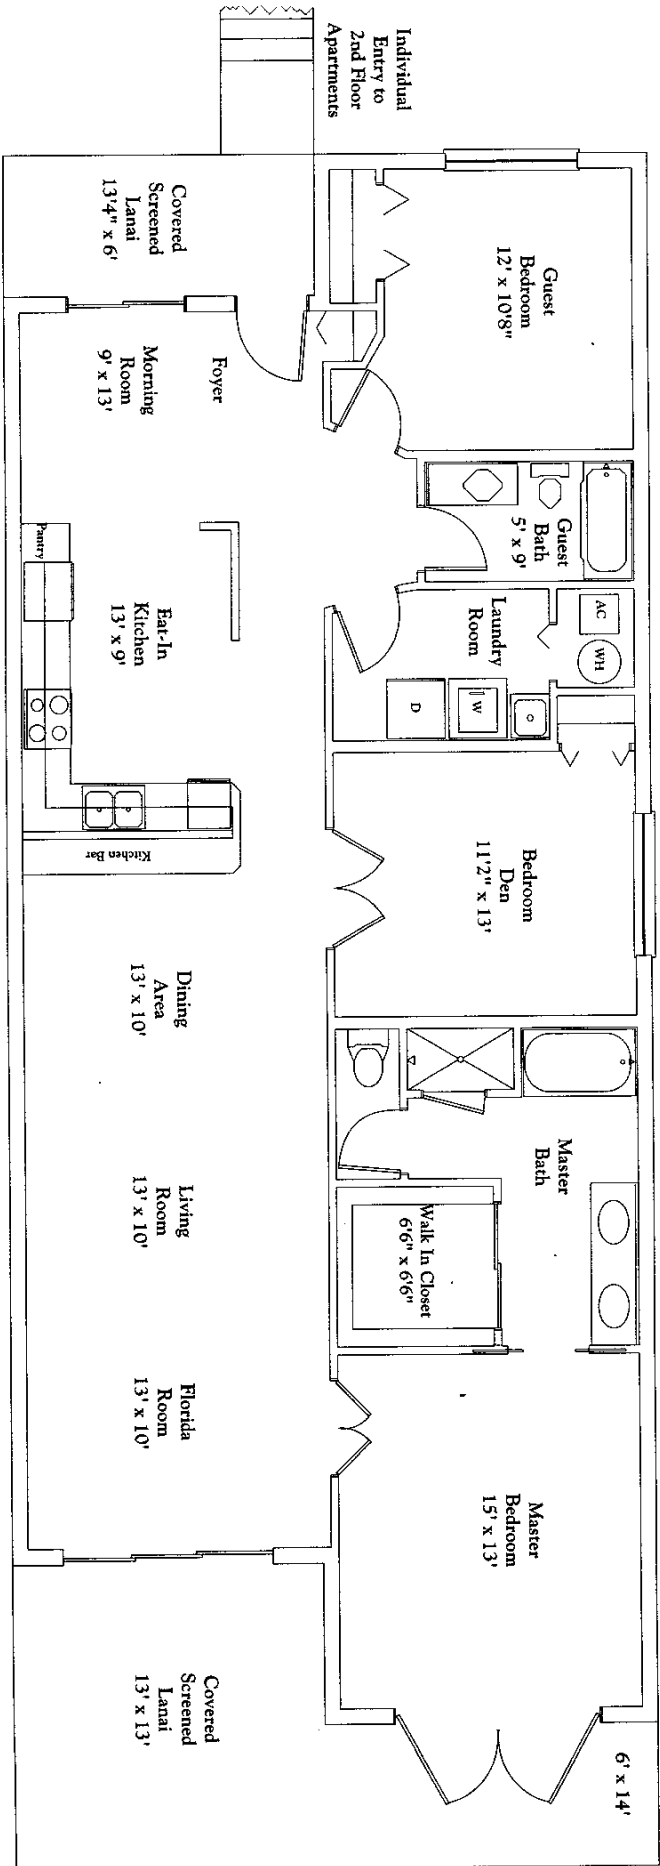 Individual
Entry to
2nd Floor
Apartments
Covered
Screened
Lanai
13'4" x 6'
Guest
Bedroom
12' x 10'8"
Foyer
Morning
Room
9' x 13'
Guest
Bath
5' x 9'
Pantry
Eat-In
Kitchen
13' x 9'
Laundry
Room
AC
WH
W
D
Kitchen Bar
Bedroom
Den
11'2" x 13'
Dining
Area
13' x 10'
Master
Bath
Living
Room
13' x 10'
Walk In Closet
6'6" x 6'6"
Florida
Room
13' x 10'
Master
Bedroom
15' x 13'
Covered
Screened
Lanai
13' x 13'
6' x 14'